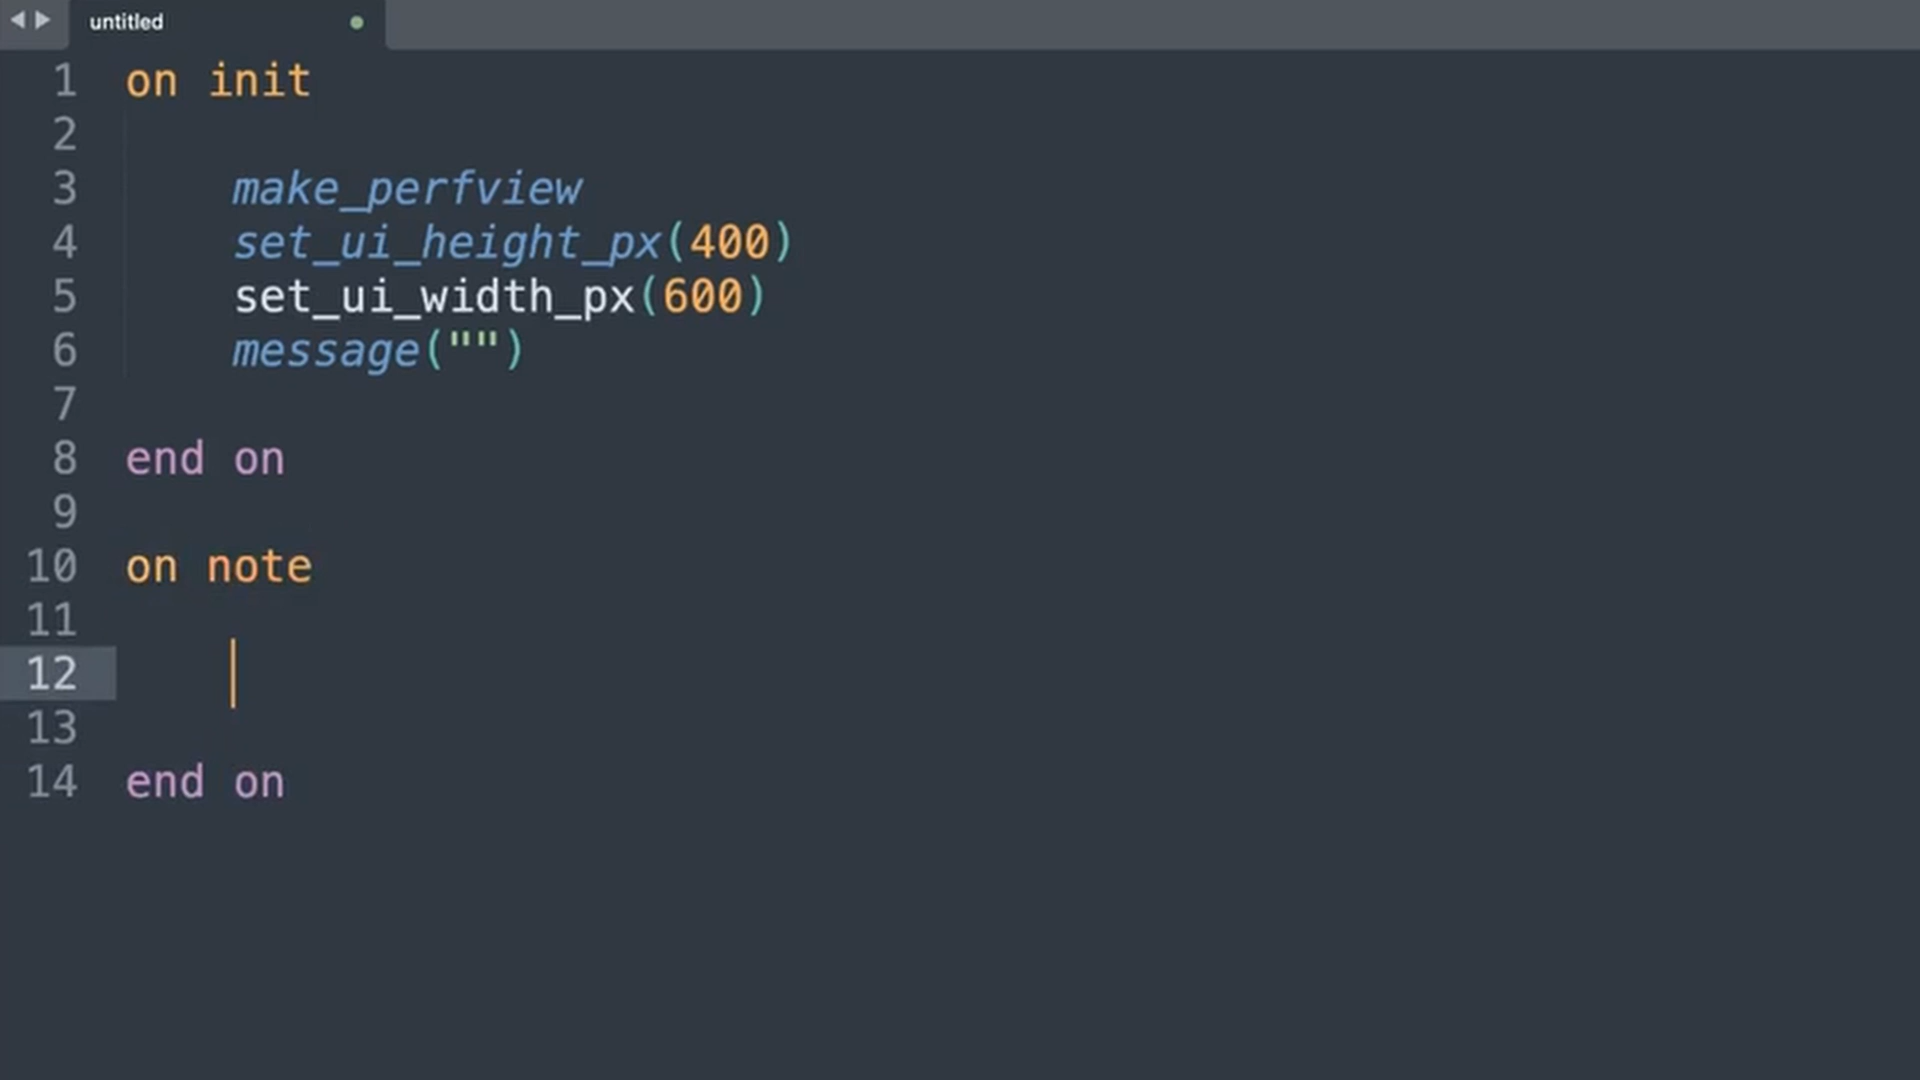 untitled
1 on init
2
3 make_perfview
4 set_ui_height_px(400)
5 set_ui_width_px(600)
6 message("")
7
8 end on
9
10 on note
11
12
13
14 end on